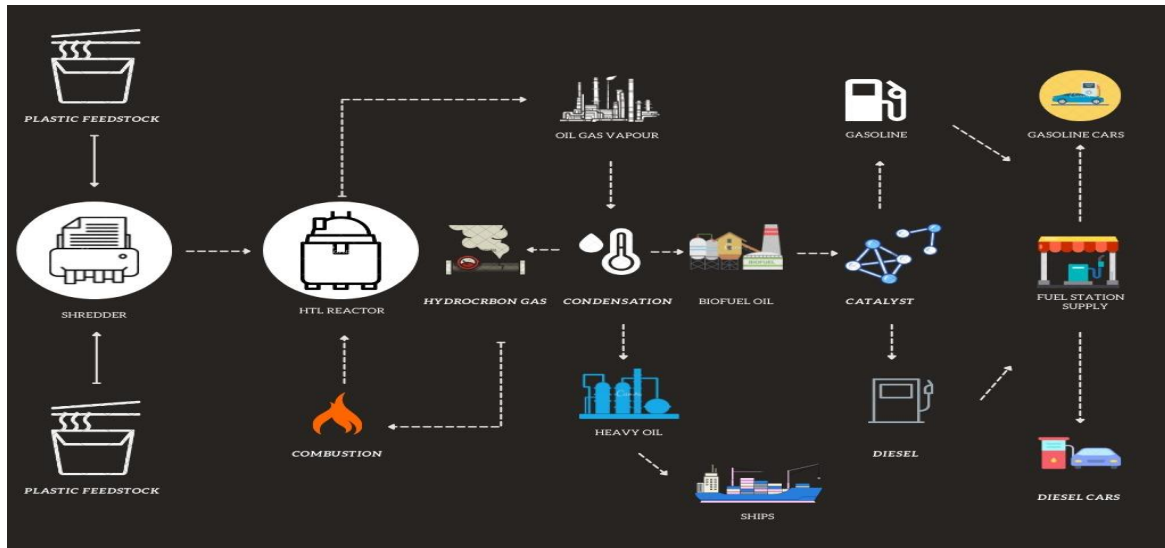 PLASTIC FEEDSTOCK
OIL GAS VAPOUR
GASOLINE
GASOLINE CARS
SHREDDER
HTL REACTOR
HYDROCRBON GAS
CONDENSATION
BIOFUEL
BIOFUEL OIL
CATALYST
FUEL STATION
SUPPLY
COMBUSTION
HEAVY OIL
DIESEL
PLASTIC FEEDSTOCK
SHIPS
DIESEL CARS